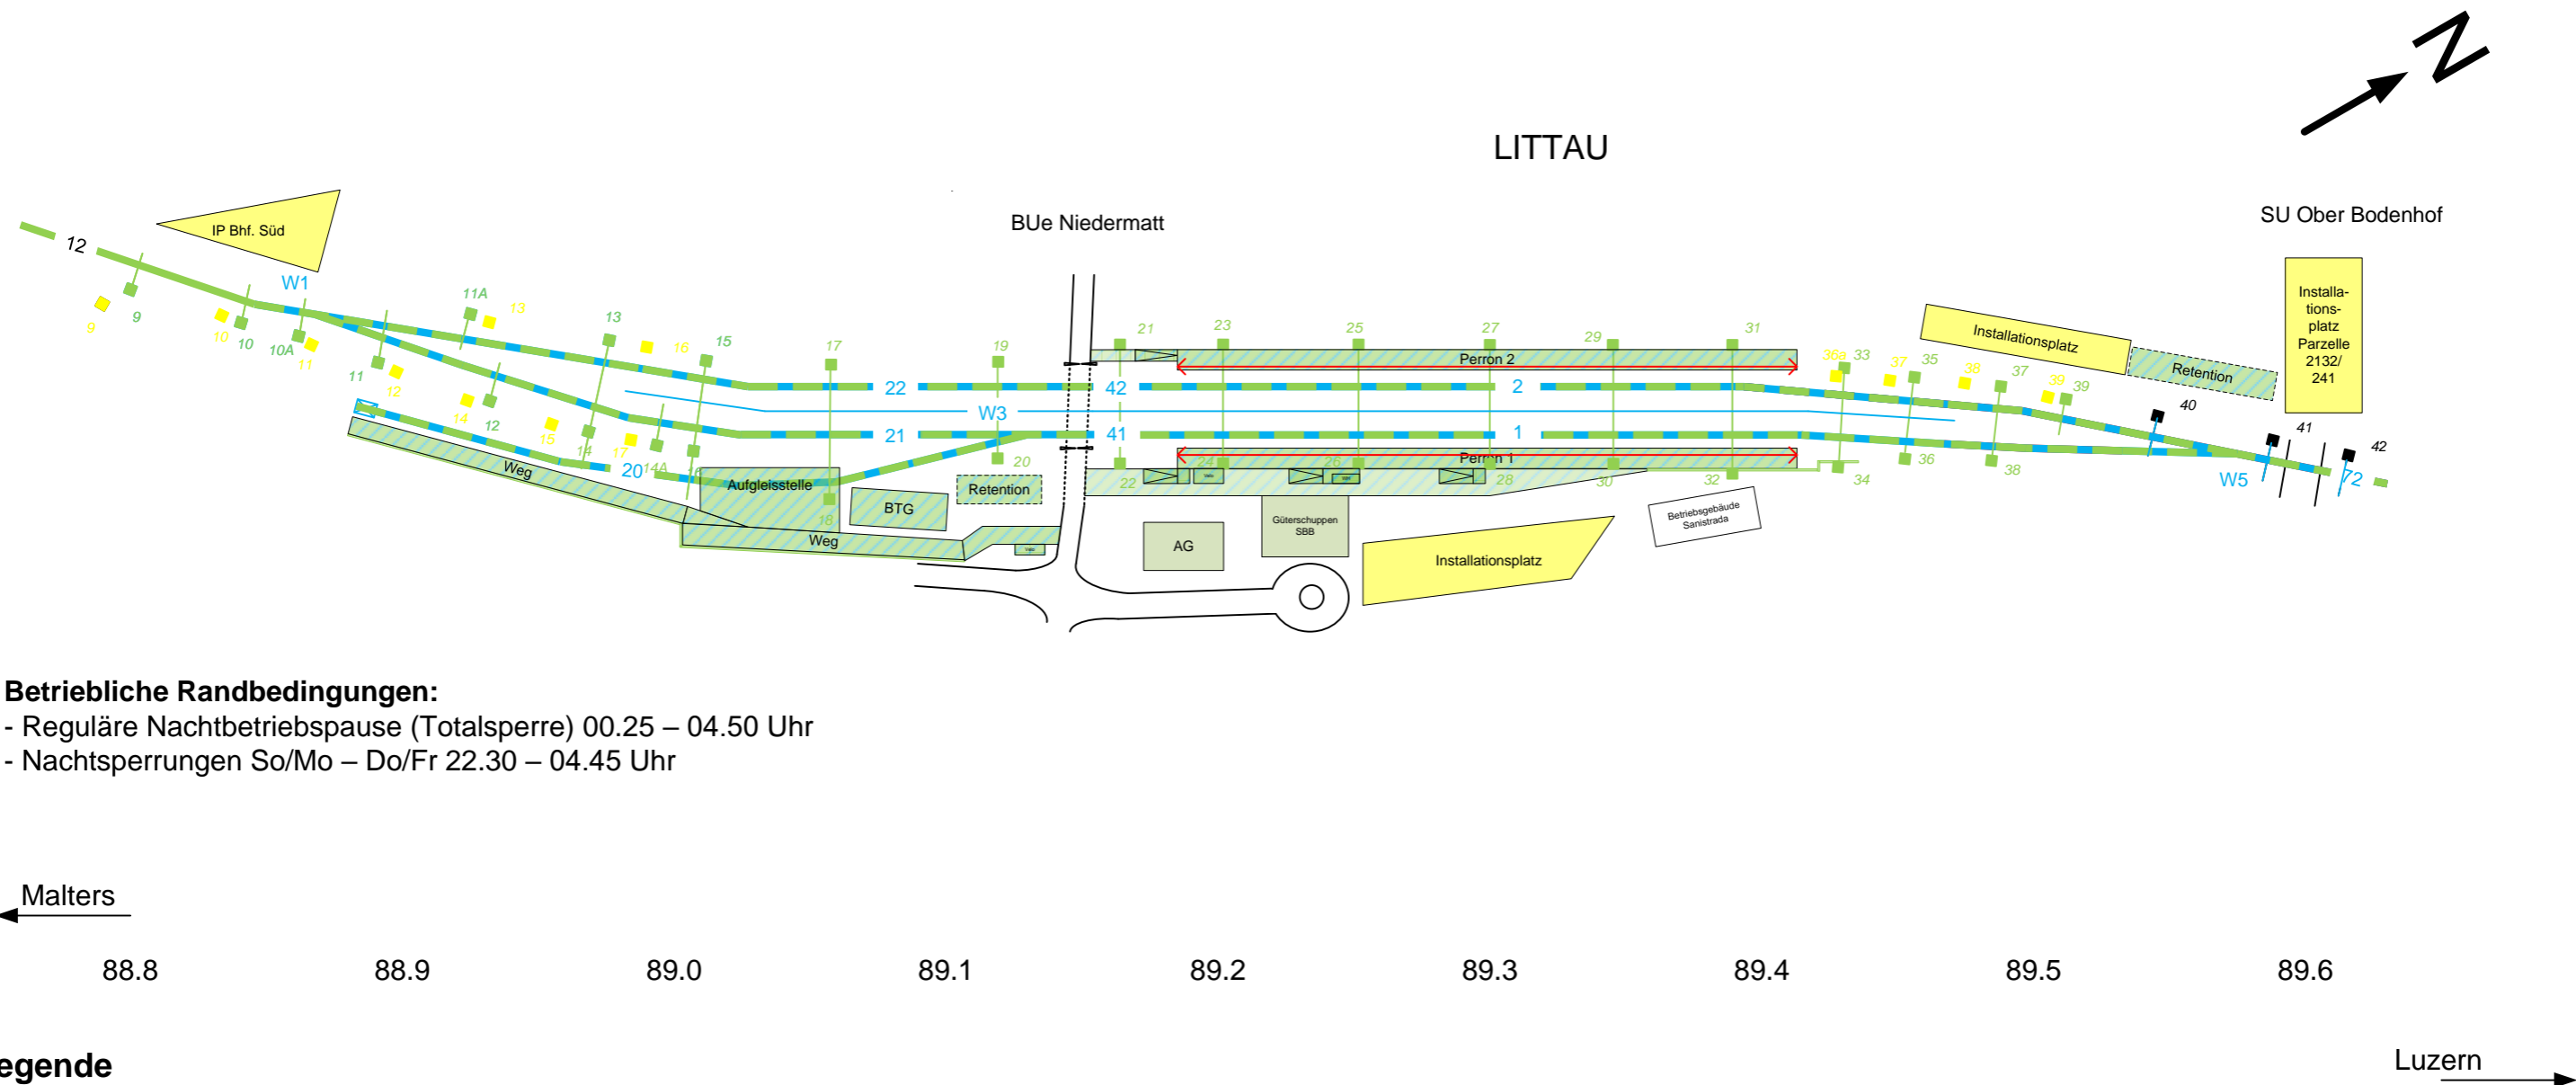 N
LITTAU
SU Ober Bodenhof
BUe Niedermatt
IP Bhf. Süd
12
W1
9
9
10
10
10A
11
11
12
11A
13
13
14
12
15
14
17
14A
16
16
15
17
18
19
20
22
21
20
W3
42
41
2
1
21
23
25
27
29
31
22
24
26
28
30
32
Perron 2
Perron 1
36a
33
37
35
38
37
39
39
34
36
38
40
41
42
W5
72
Installationsplatz
Retention
Installa-
tions-
platz
Parzelle
2132/
241
Weg
Aufgleisstelle
BTG
Retention
Weg
AG
Güterschuppen
SBB
Installationsplatz
Betriebsgebäude
Sanistrada
Betriebliche Randbedingungen:
- Reguläre Nachtbetriebspause (Totalsperre) 00.25 – 04.50 Uhr
- Nachtsperrungen So/Mo – Do/Fr 22.30 – 04.45 Uhr
Malters
88.8 88.9 89.0 89.1 89.2 89.3 89.4 89.5 89.6
egende
Luzern